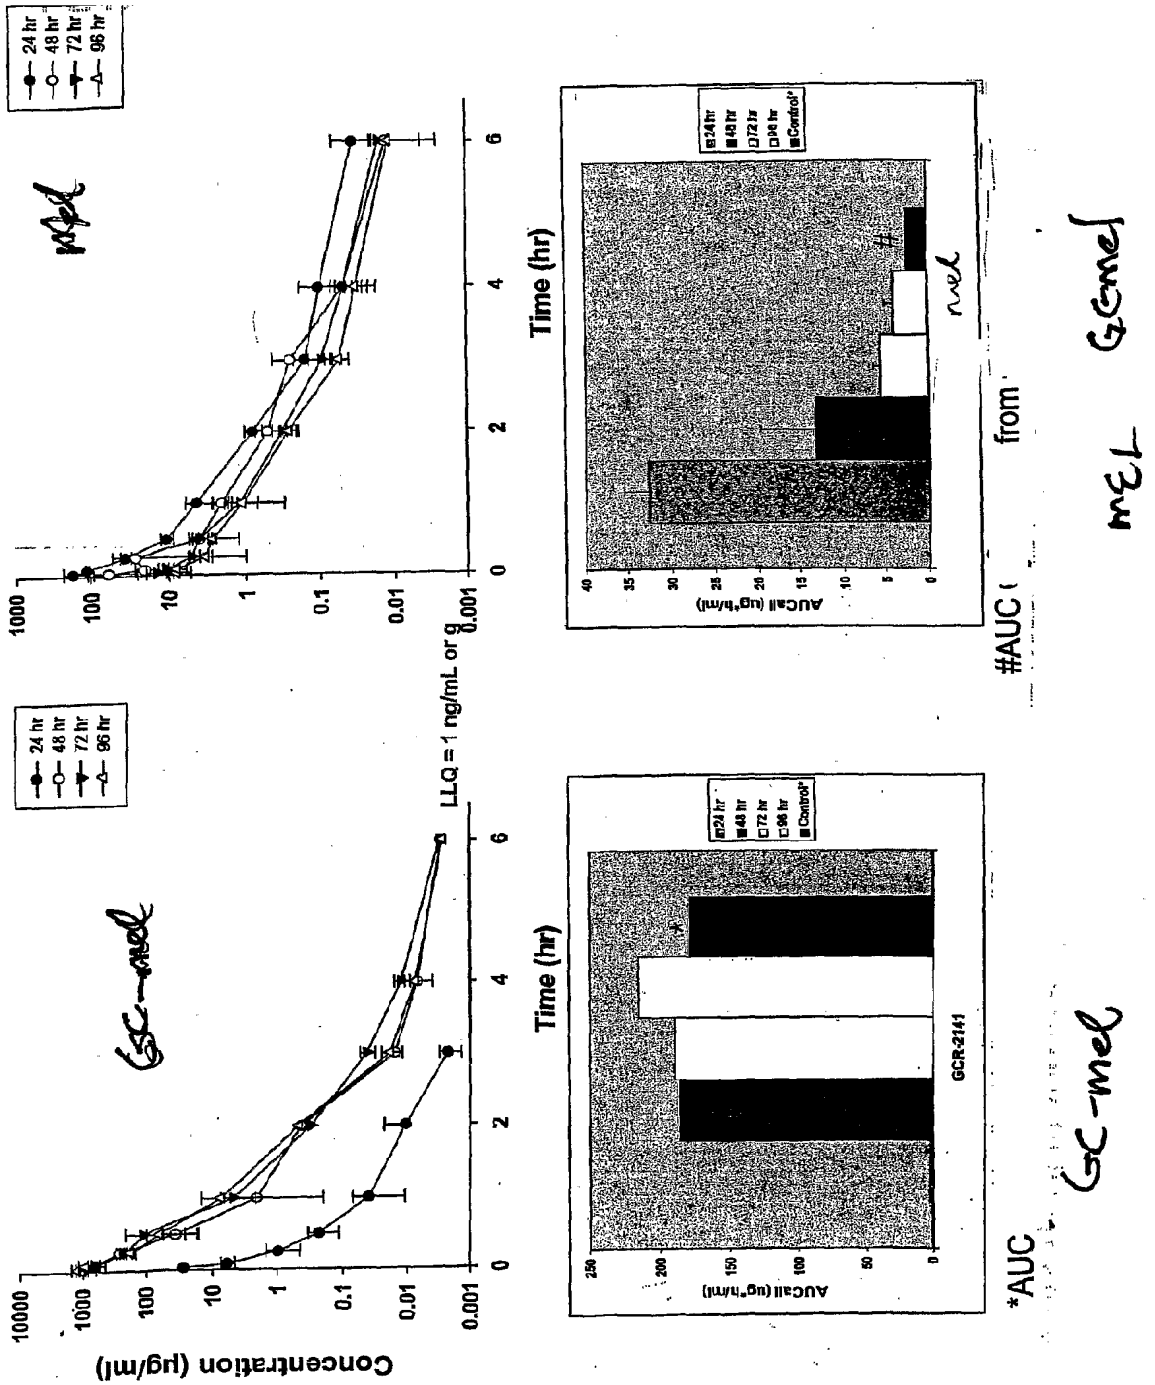 GC-mel
24 hr
48 hr
72 hr
96 hr
Concentration (µg/ml)
10000
1000
100
10
1
0.1
0.01
0 2 4 6
Time (hr)
LLQ = 1 ng/mL or g
Mel
24 hr
48 hr
72 hr
96 hr
1000
100
10
1
0.1
0.01
0.001
0 2 4 6
Time (hr)
AUCall (ug*h/ml)
250
200
150
100
50
0
*
24 hr
48 hr
72 hr
96 hr
Control*
GCR-2141
*AUC
GC-mel
AUCall (ug*h/ml)
40
35
30
25
20
15
10
5
0
#
24 hr
48 hr
72 hr
96 hr
Control*
mel
#AUC ( from
MEL GCmel